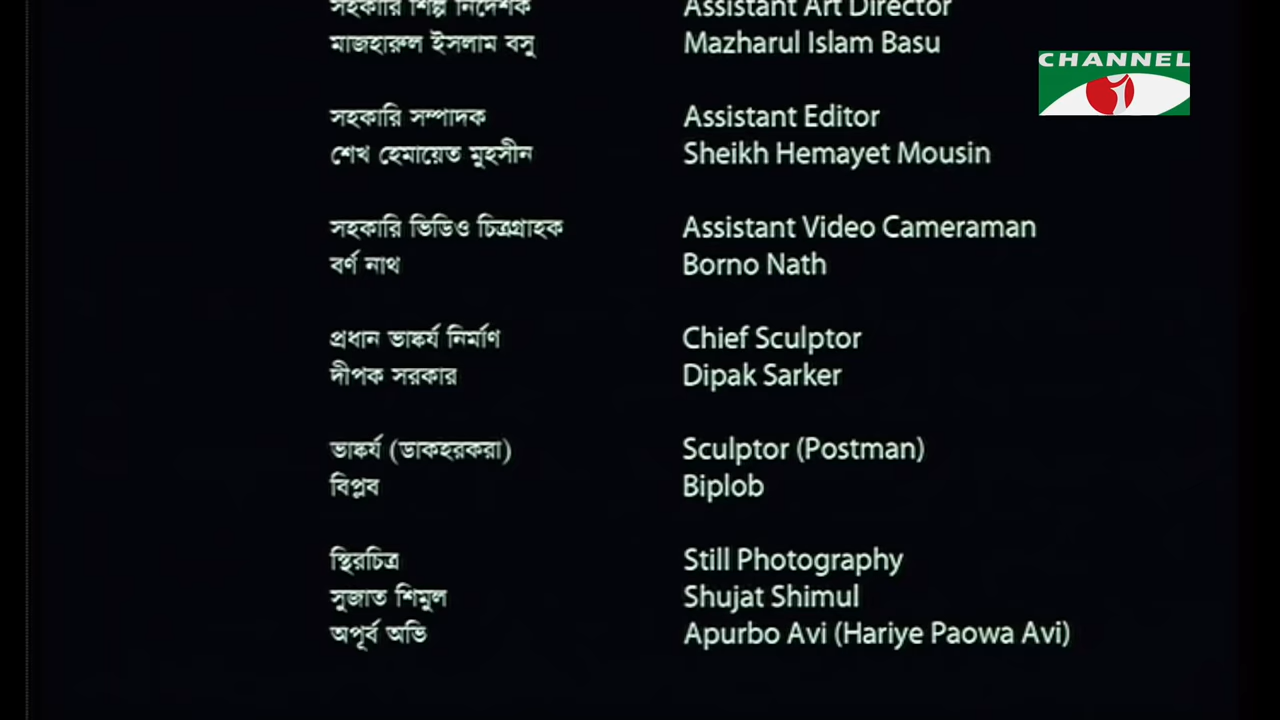 সহকারি শিল্প নির্দেশক
Assistant Art Director
মাজহারুল ইসলাম বসু
Mazharul Islam Basu
CHANNEL
সহকারি সম্পাদক
Assistant Editor
শেখ হেমায়েত মুহসীন
Sheikh Hemayet Mousin
সহকারি ভিডিও চিত্রগ্রাহক
Assistant Video Cameraman
বর্ণ নাথ
Borno Nath
প্রধান ভাস্কর্য নির্মাণ
Chief Sculptor
দীপক সরকার
Dipak Sarker
ভাস্কর্য (ডাকহরকরা)
Sculptor (Postman)
বিপ্লব
Biplob
স্থিরচিত্র
Still Photography
সুজাত শিমুল
Shujat Shimul
অপূর্ব অভি
Apurbo Avi (Hariye Paowa Avi)